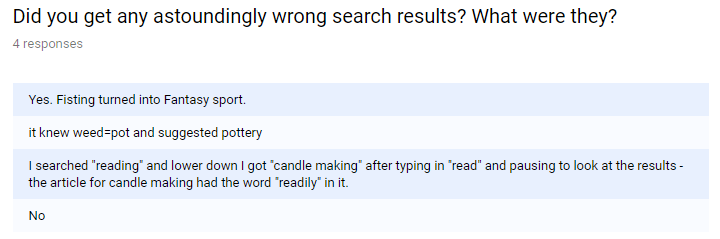 Did you get any astoundingly wrong search results? What were they?
4 responses
Yes. Fisting turned into Fantasy sport.
it knew weed=pot and suggested pottery
I searched "reading" and lower down I got "candle making" after typing in "read" and pausing to look at the results -
the article for candle making had the word "readily" in it.
No